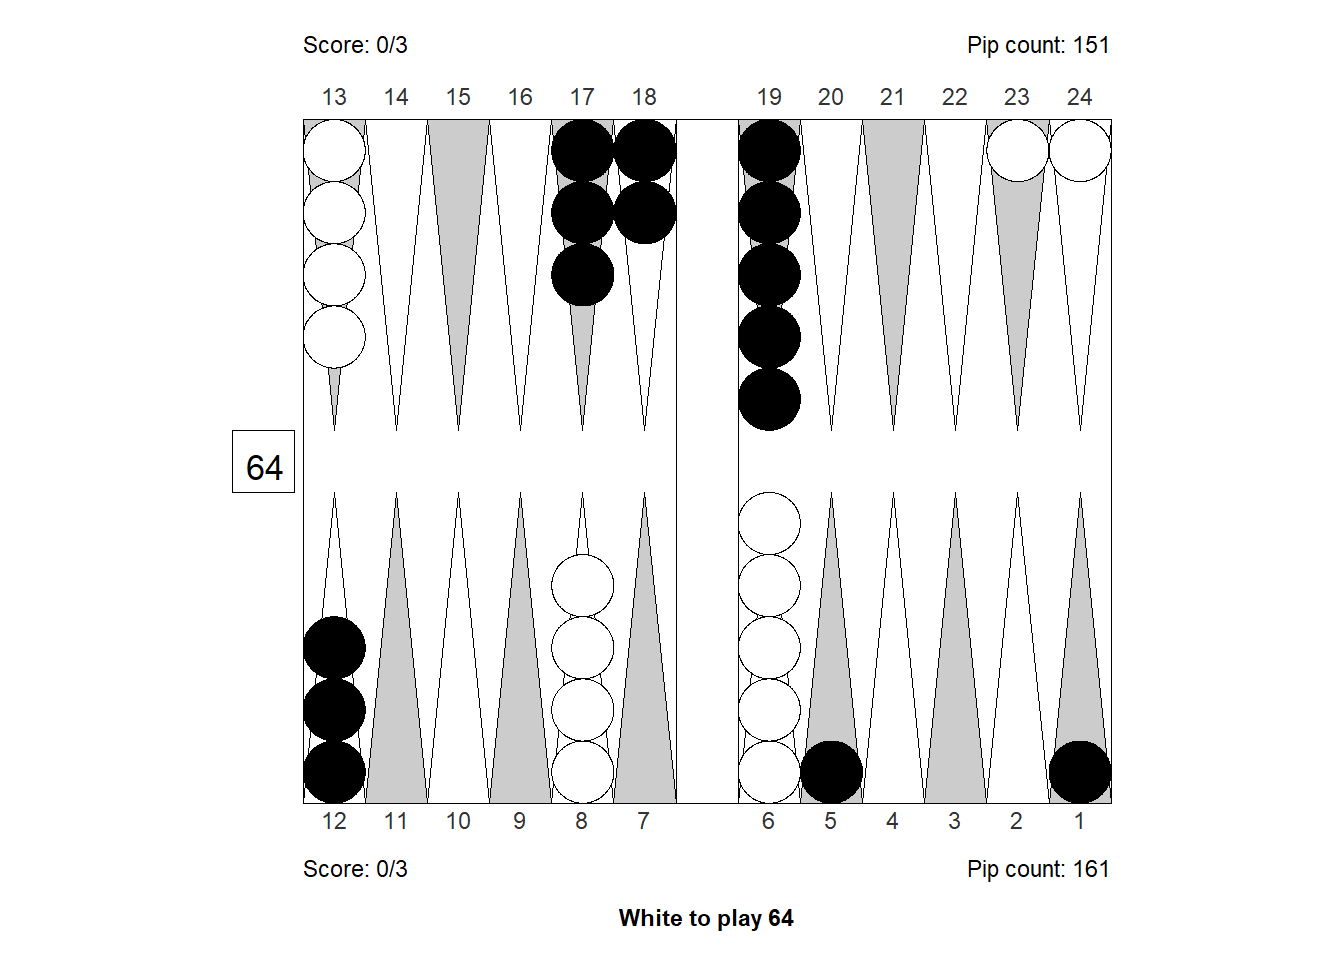 Score: 0/3 Pip count: 151
13 14 15 16 17 18 19 20 21 22 23 24
64
12 11 10 9 8 7 6 5 4 3 2 1
Score: 0/3 Pip count: 161
White to play 64